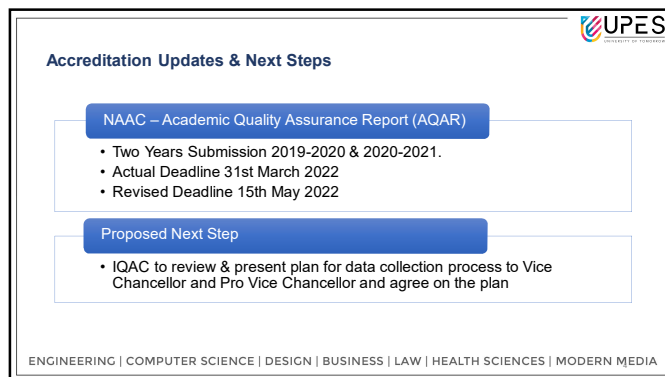 UPES
UNIVERSITY OF TOMORROW
Accreditation Updates & Next Steps
NAAC – Academic Quality Assurance Report (AQAR)
• Two Years Submission 2019-2020 & 2020-2021.
• Actual Deadline 31st March 2022
• Revised Deadline 15th May 2022
Proposed Next Step
• IQAC to review & present plan for data collection process to Vice
Chancellor and Pro Vice Chancellor and agree on the plan
ENGINEERING | COMPUTER SCIENCE | DESIGN | BUSINESS | LAW | HEALTH SCIENCES | MODERN MEDIA
4